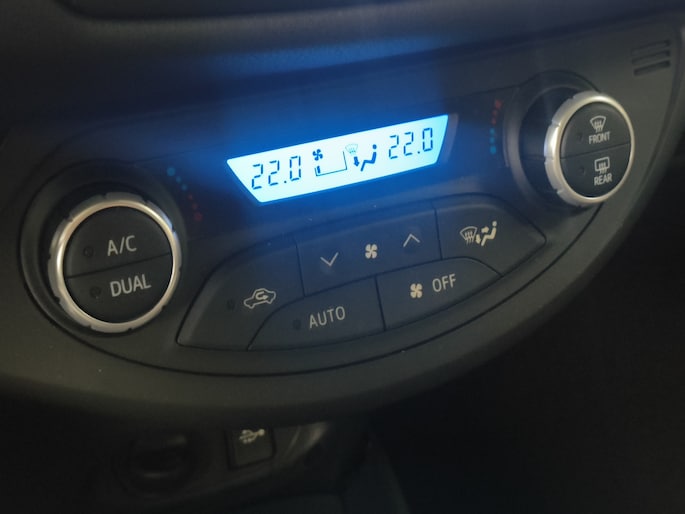 22.0 22.0
FRONT
REAR
A/C
DUAL
AUTO
OFF